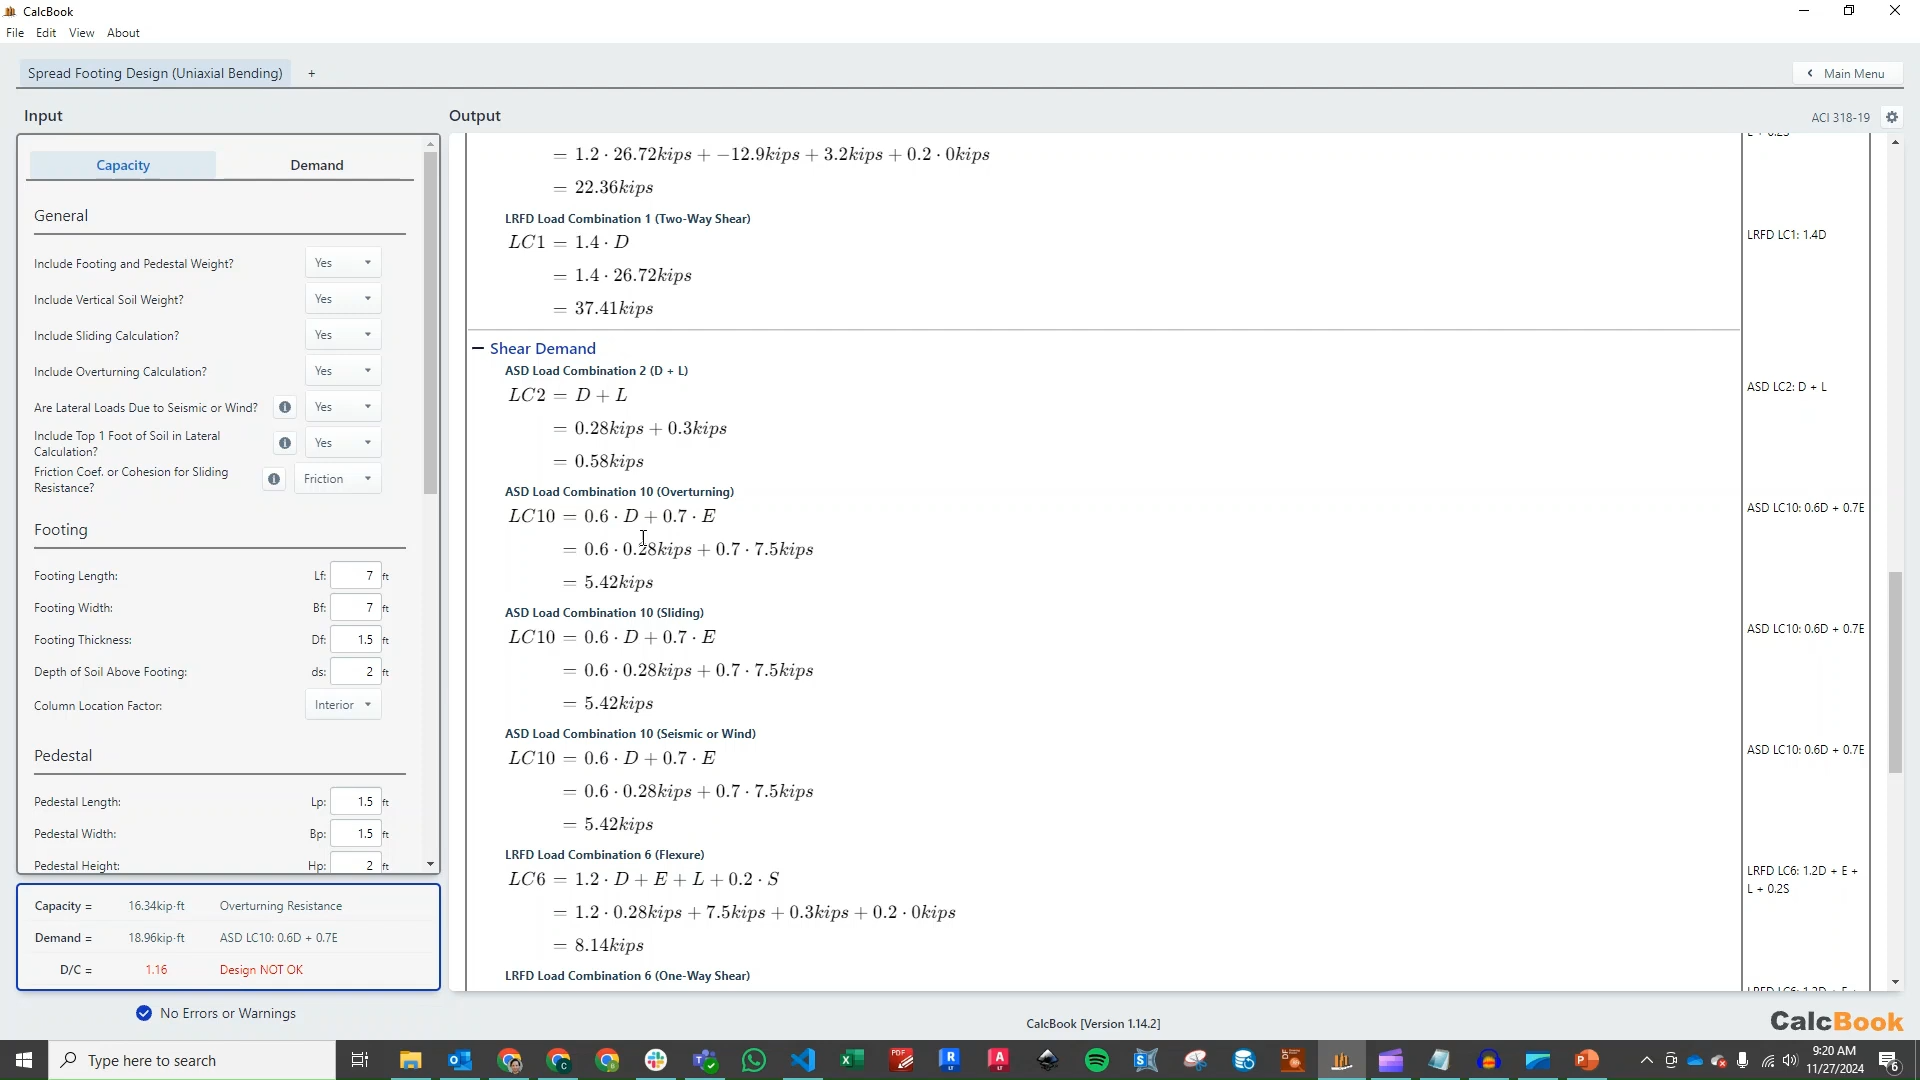 CalcBook
File Edit View About
Spread Footing Design (Uniaxial Bending) +
Main Menu
Input
Output
ACI 318-19
Capacity Demand
General
Include Footing and Pedestal Weight? Yes
Include Vertical Soil Weight? Yes
Include Sliding Calculation? Yes
Include Overturning Calculation? Yes
Are Lateral Loads Due to Seismic or Wind? Yes
Include Top 1 Foot of Soil in Lateral
Calculation? Yes
Friction Coef. or Cohesion for Sliding
Resistance? Friction
Footing
Footing Length: Lf: 7 ft
Footing Width: Bf: 7 ft
Footing Thickness: Df: 1.5 ft
Depth of Soil Above Footing: ds: 2 ft
Column Location Factor: Interior
Pedestal
Pedestal Length: Lp: 1.5 ft
Pedestal Width: Bp: 1.5 ft
Pedestal Height: Hp: 2 ft
Capacity = 16.34kip·ft Overturning Resistance
Demand = 18.96kip·ft ASD LC10: 0.6D + 0.7E
D/C = 1.16 Design NOT OK
No Errors or Warnings
= 1.2 · 26.72kips + −12.9kips + 3.2kips + 0.2 · 0kips
= 22.36kips
LRFD Load Combination 1 (Two-Way Shear)
LC1 = 1.4 · D
LRFD LC1: 1.4D
= 1.4 · 26.72kips
= 37.41kips
Shear Demand
ASD Load Combination 2 (D + L)
LC2 = D + L
ASD LC2: D + L
= 0.28kips + 0.3kips
= 0.58kips
ASD Load Combination 10 (Overturning)
LC10 = 0.6 · D + 0.7 · E
ASD LC10: 0.6D + 0.7E
= 0.6 · 0.28kips + 0.7 · 7.5kips
= 5.42kips
ASD Load Combination 10 (Sliding)
LC10 = 0.6 · D + 0.7 · E
ASD LC10: 0.6D + 0.7E
= 0.6 · 0.28kips + 0.7 · 7.5kips
= 5.42kips
ASD Load Combination 10 (Seismic or Wind)
LC10 = 0.6 · D + 0.7 · E
ASD LC10: 0.6D + 0.7E
= 0.6 · 0.28kips + 0.7 · 7.5kips
= 5.42kips
LRFD Load Combination 6 (Flexure)
LC6 = 1.2 · D + E + L + 0.2 · S
LRFD LC6: 1.2D + E +
L + 0.2S
= 1.2 · 0.28kips + 7.5kips + 0.3kips + 0.2 · 0kips
= 8.14kips
LRFD Load Combination 6 (One-Way Shear)
CalcBook [Version 1.14.2]
CalcBook
Type here to search
9:20 AM
11/27/2024
6